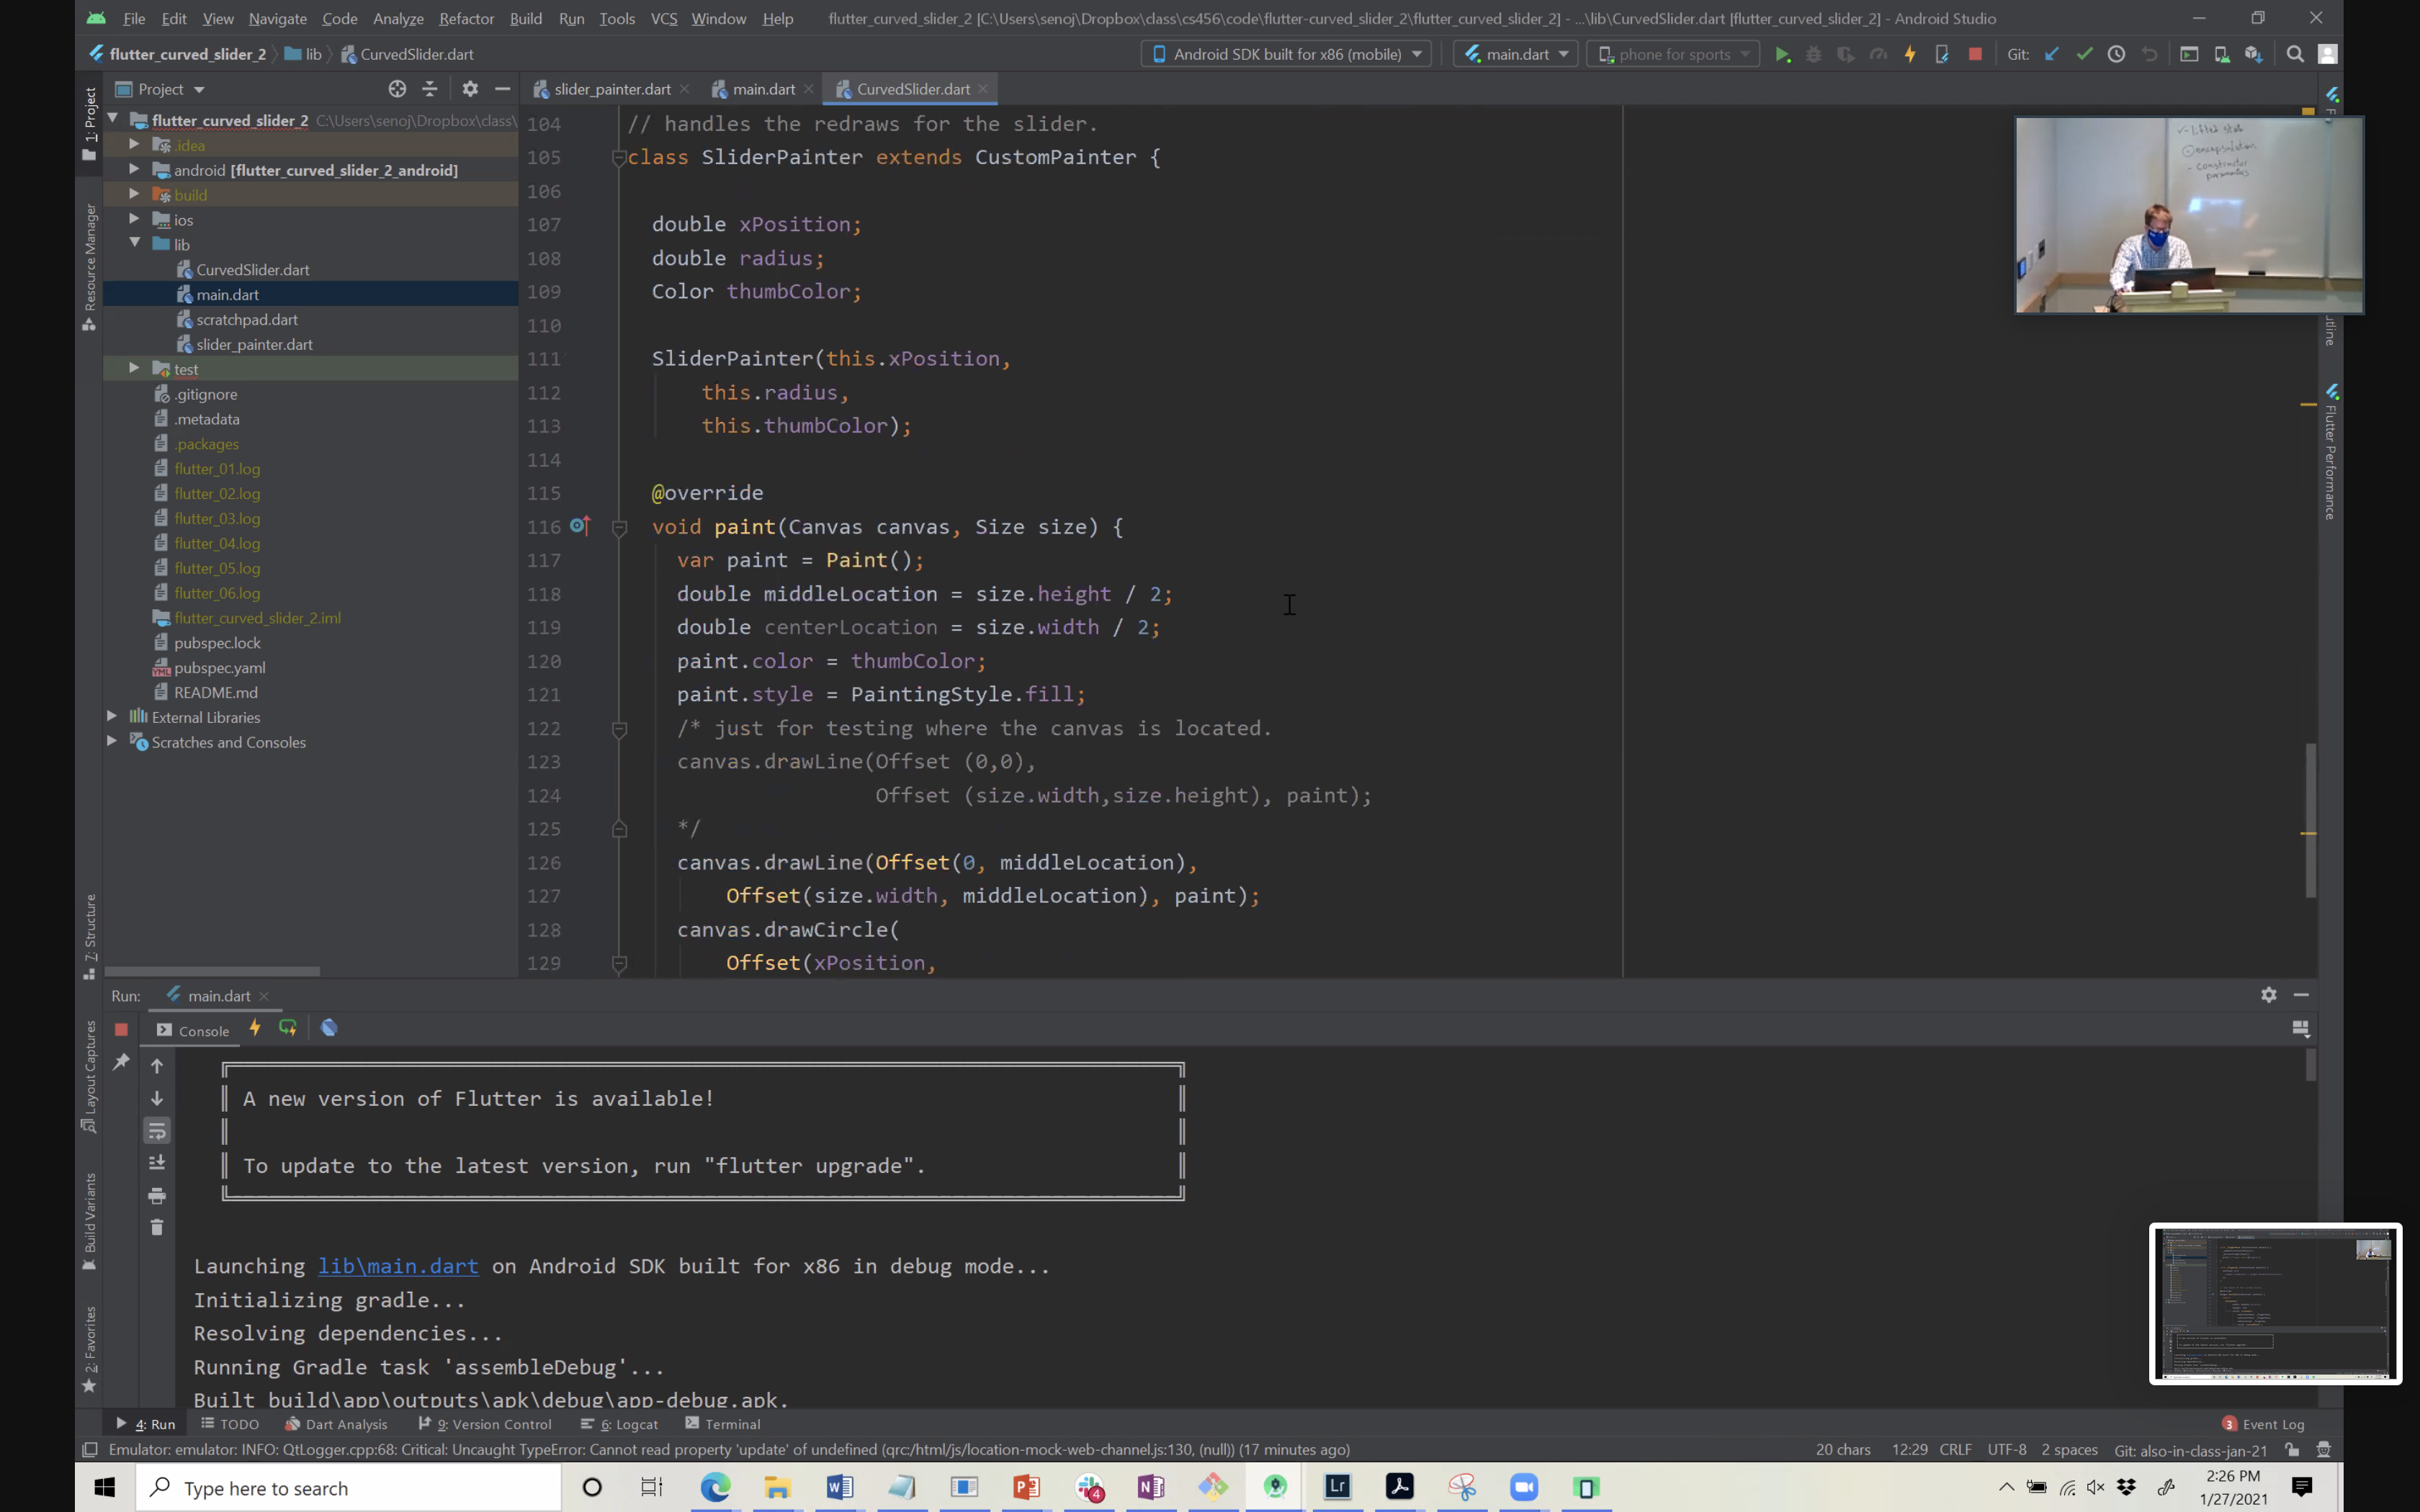 File Edit View Navigate Code Analyze Refactor Build Run Tools VCS Window Help flutter_curved_slider_2 [C:\Users\senoj\Dropbox\class\cs456\code\flutter-curved_slider_2\flutter_curved_slider_2] - ...\lib\CurvedSlider.dart [flutter_curved_slider_2] - Android Studio
flutter_curved_slider_2 lib CurvedSlider.dart Android SDK built for x86 (mobile) main.dart phone for sports Git:
Project slider_painter.dart main.dart CurvedSlider.dart
1: Project
Resource Manager
7: Structure
Layout Captures
Build Variants
2: Favorites
flutter_curved_slider_2 C:\Users\senoj\Dropbox\class\
.idea
android [flutter_curved_slider_2_android]
build
ios
lib
CurvedSlider.dart
main.dart
scratchpad.dart
slider_painter.dart
test
.gitignore
.metadata
.packages
flutter_01.log
flutter_02.log
flutter_03.log
flutter_04.log
flutter_05.log
flutter_06.log
flutter_curved_slider_2.iml
pubspec.lock
pubspec.yaml
README.md
External Libraries
Scratches and Consoles
104 // handles the redraws for the slider.
105 class SliderPainter extends CustomPainter {
106
107 double xPosition;
108 double radius;
109 Color thumbColor;
110
111 SliderPainter(this.xPosition,
112 this.radius,
113 this.thumbColor);
114
115 @override
116 void paint(Canvas canvas, Size size) {
117 var paint = Paint();
118 double middleLocation = size.height / 2;
119 double centerLocation = size.width / 2;
120 paint.color = thumbColor;
121 paint.style = PaintingStyle.fill;
122 /* just for testing where the canvas is located.
123 canvas.drawLine(Offset (0,0),
124 Offset (size.width,size.height), paint);
125 */
126 canvas.drawLine(Offset(0, middleLocation),
127 Offset(size.width, middleLocation), paint);
128 canvas.drawCircle(
129 Offset(xPosition,
- lifted state
encapsulation
- constructor
parameters
Flutter Performance
Run: main.dart
Console
A new version of Flutter is available!
To update to the latest version, run "flutter upgrade".
Launching lib\main.dart on Android SDK built for x86 in debug mode...
Initializing gradle...
Resolving dependencies...
Running Gradle task 'assembleDebug'...
Built build\app\outputs\apk\debug\app-debug.apk.
4: Run TODO Dart Analysis 9: Version Control 6: Logcat Terminal 3 Event Log
Emulator: emulator: INFO: QtLogger.cpp:68: Critical: Uncaught TypeError: Cannot read property 'update' of undefined (qrc:/html/js/location-mock-web-channel.js:130, (null)) (17 minutes ago) 20 chars 12:29 CRLF UTF-8 2 spaces Git: also-in-class-jan-21
Type here to search 4 Lr 2:26 PM
1/27/2021